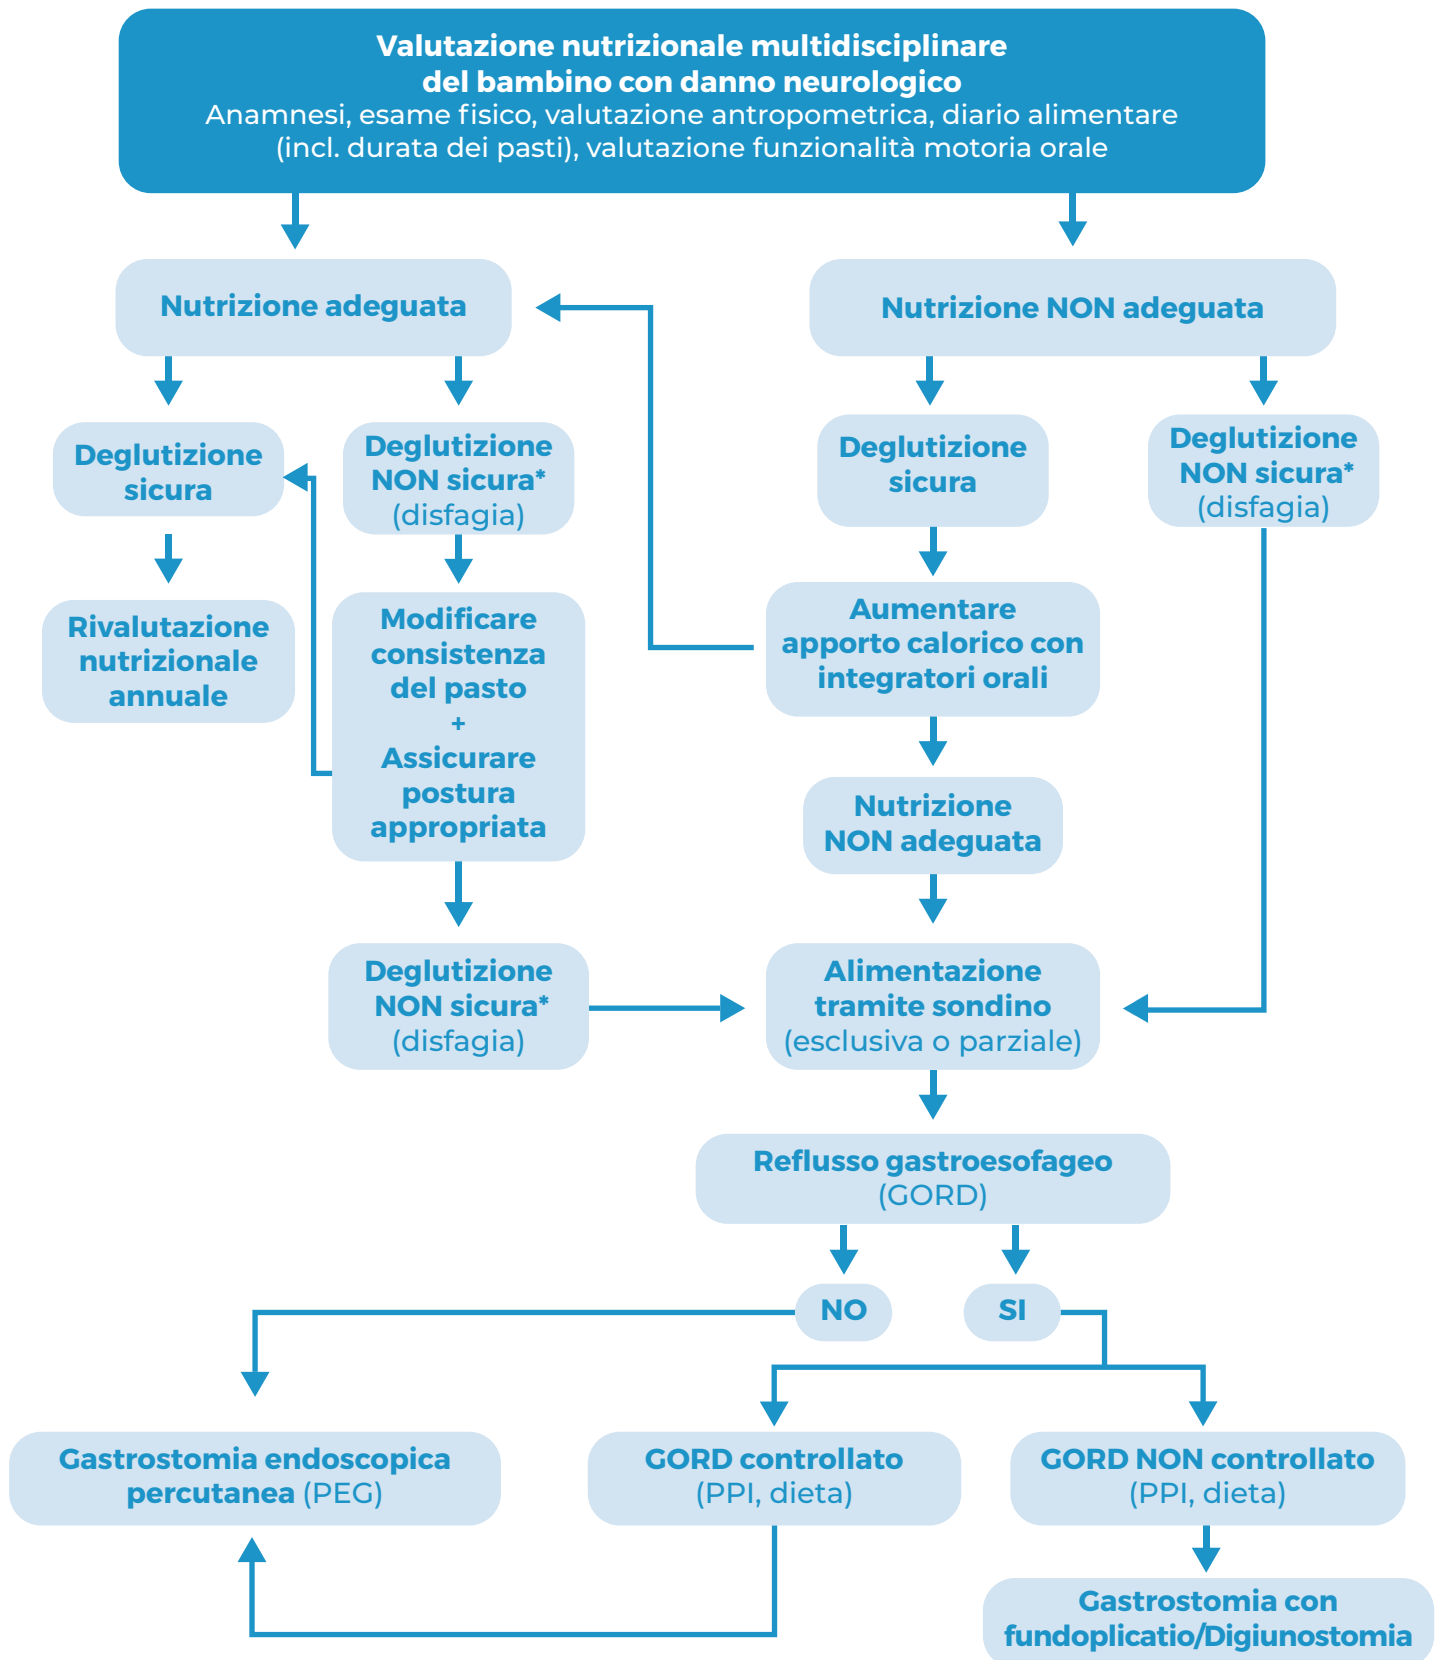 Valutazione nutrizionale multidisciplinare
del bambino con danno neurologico
Anamnesi, esame fisico, valutazione antropometrica, diario alimentare
(incl. durata dei pasti), valutazione funzionalità motoria orale
Nutrizione adeguata
Nutrizione NON adeguata
Deglutizione
sicura
Deglutizione
NON sicura*
(disfagia)
Deglutizione
sicura
Deglutizione
NON sicura*
(disfagia)
Rivalutazione
nutrizionale
annuale
Modificare
consistenza
del pasto
+
Assicurare
postura
appropriata
Aumentare
apporto calorico con
integratori orali
Nutrizione
NON adeguata
Deglutizione
NON sicura*
(disfagia)
Alimentazione
tramite sondino
(esclusiva o parziale)
Reflusso gastroesofageo
(GORD)
NO
SI
Gastrostomia endoscopica
percutanea (PEG)
GORD controllato
(PPI, dieta)
GORD NON controllato
(PPI, dieta)
Gastrostomia con
fundoplicatio/Digiunostomia